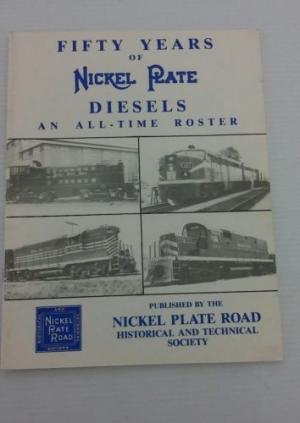 FIFTY YEARS
OF
NICKEL PLATE
DIESELS
AN ALL-TIME ROSTER
NICKEL
PLATE
ROAD
PUBLISHED BY THE
NICKEL PLATE ROAD
HISTORICAL AND TECHNICAL
SOCIETY